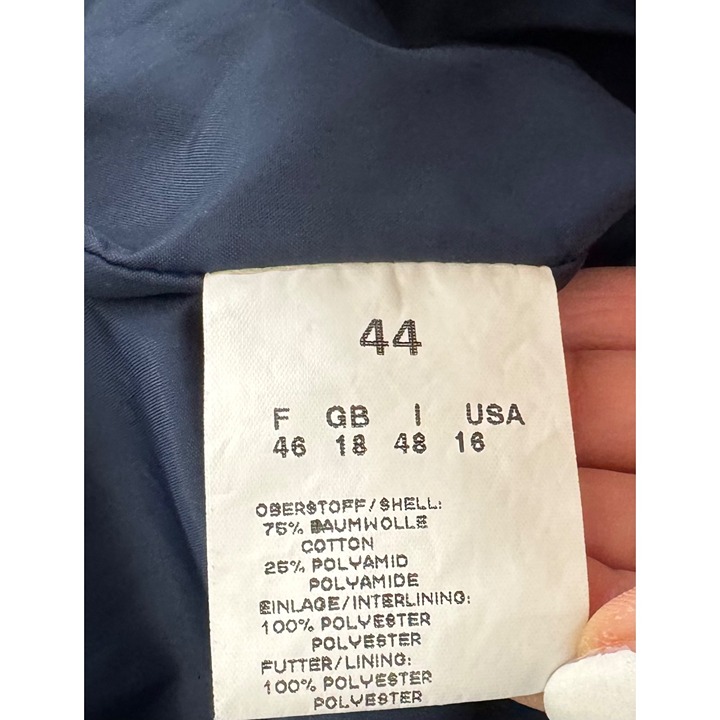 44
F GB I USA
46 18 48 16
OBERSTOFF/SHELL:
75% BAUMWOLLE
COTTON
25% POLYAMID
POLYAMIDE
EINLAGE/INTERLINING:
100% POLYESTER
POLYESTER
FUTTER/LINING:
100% POLYESTER
POLYESTER